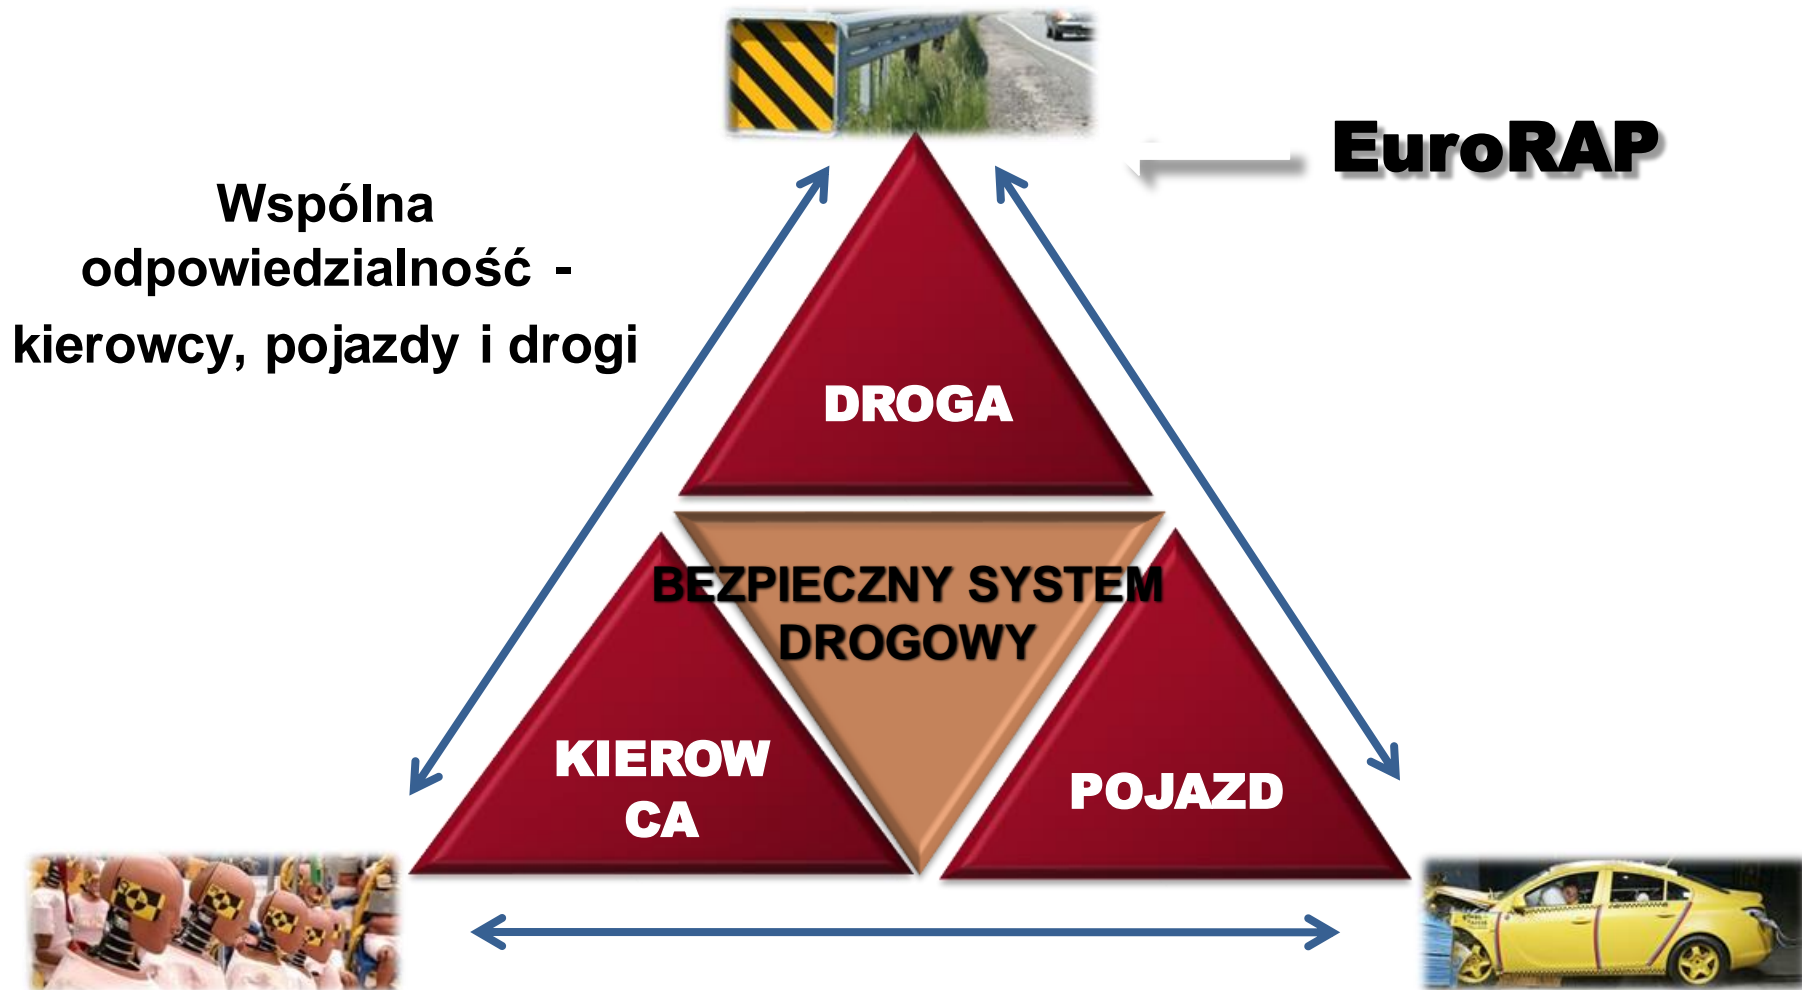 EuroRAP
Wspólna
odpowiedzialność -
kierowcy, pojazdy i drogi
DROGA
BEZPIECZNY SYSTEM
DROGOWY
KIEROW
CA
POJAZD